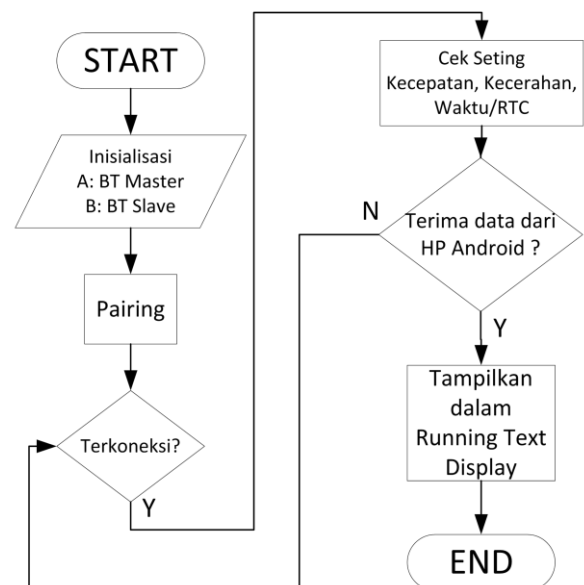 START
Inisialisasi
A: BT Master
B: BT Slave
Pairing
Terkoneksi?
Y
Cek Seting
Kecepatan, Kecerahan,
Waktu/RTC
N
Terima data dari
HP Android ?
Y
Tampilkan
dalam
Running Text
Display
END